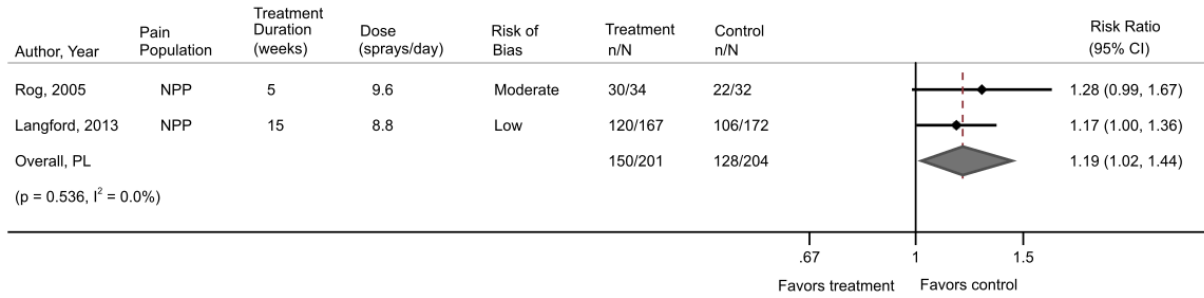 Author, Year Pain Population Treatment Duration (weeks) Dose (sprays/day) Risk of Bias Treatment n/N Control n/N Risk Ratio (95% CI)
Rog, 2005 NPP 5 9.6 Moderate 30/34 22/32 1.28 (0.99, 1.67)
Langford, 2013 NPP 15 8.8 Low 120/167 106/172 1.17 (1.00, 1.36)
Overall, PL 150/201 128/204 1.19 (1.02, 1.44)
(p = 0.536, I² = 0.0%)
.67 1 1.5
Favors treatment Favors control